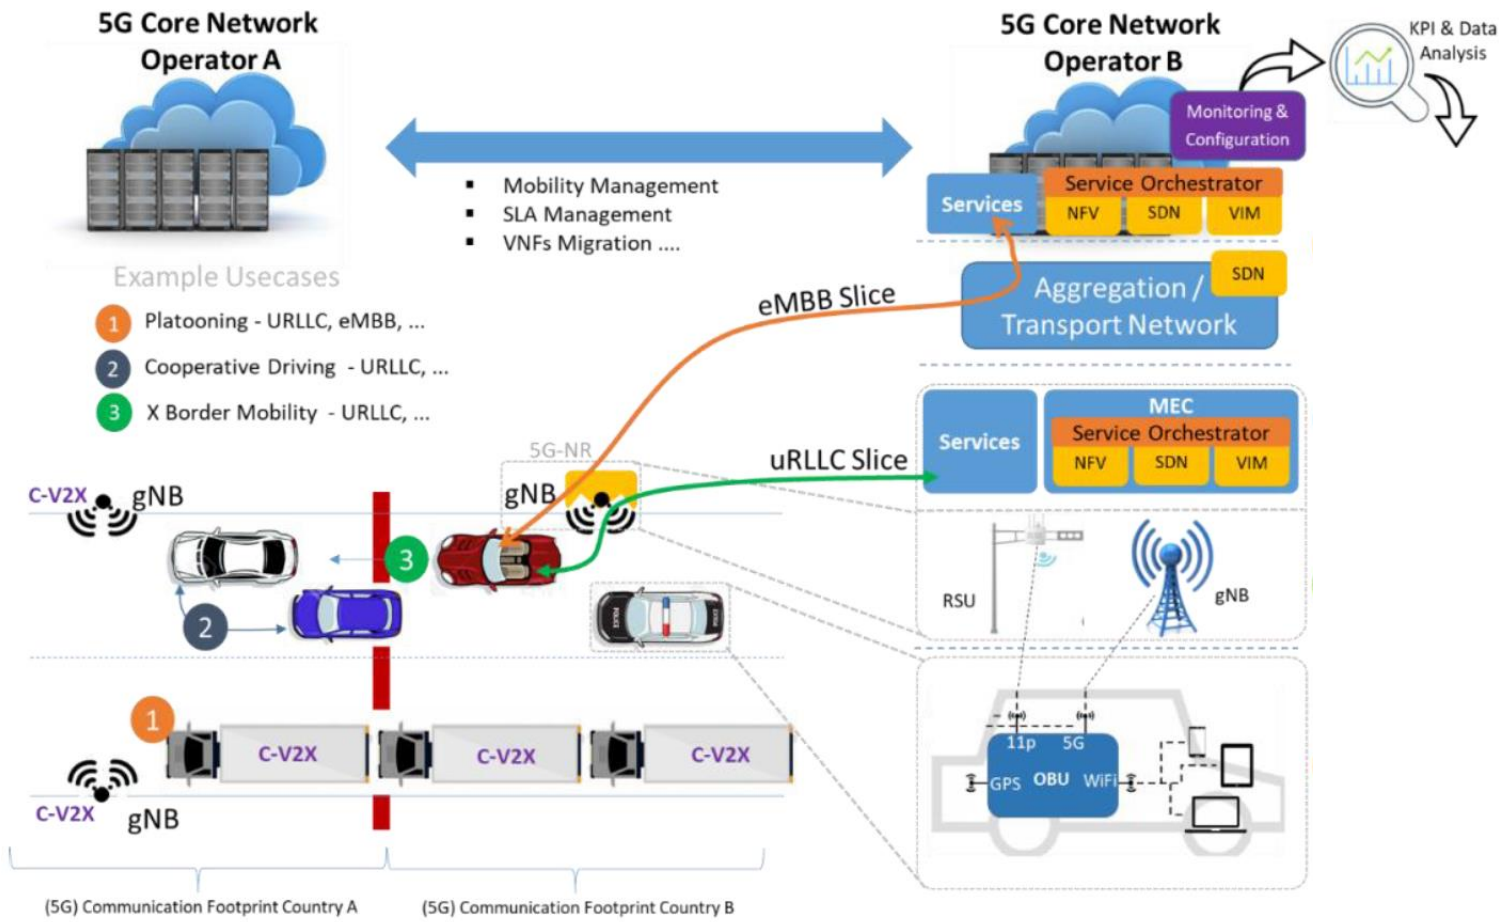 5G Core Network
Operator A
5G Core Network
Operator B
KPI & Data
Analysis
Monitoring &
Configuration
Mobility Management
SLA Management
VNFs Migration ....
Services
Service Orchestrator
NFV
SDN
VIM
Example Usecases
1 Platooning - URLLC, eMBB, ...
2 Cooperative Driving - URLLC, ...
3 X Border Mobility - URLLC, ...
eMBB Slice
SDN
Aggregation /
Transport Network
uRLLC Slice
Services
MEC
Service Orchestrator
NFV
SDN
VIM
5G-NR
gNB
C-V2X
gNB
3
2
POLICE
RSU
gNB
1
C-V2X
C-V2X
C-V2X
C-V2X
gNB
11p
5G
GPS
OBU
WiFi
(5G) Communication Footprint Country A
(5G) Communication Footprint Country B